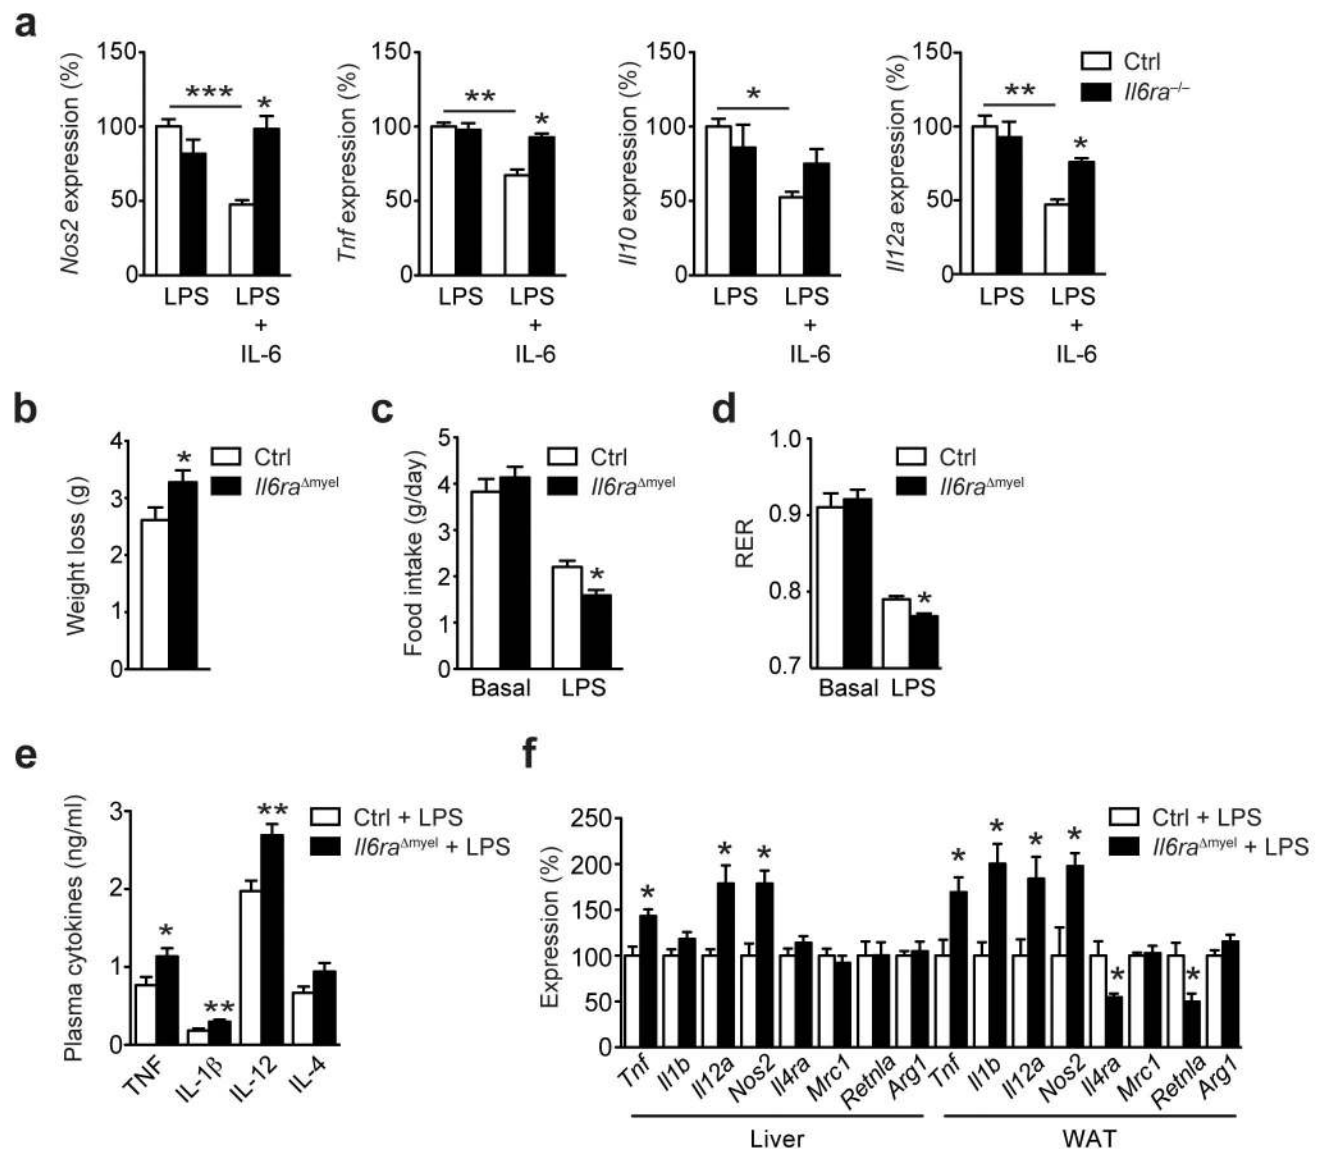 a
Nos2 expression (%)
150
100
50
0
***
*
LPS
LPS
+
IL-6
Tnf expression (%)
150
100
50
0
**
*
LPS
LPS
+
IL-6
Il10 expression (%)
150
100
50
0
*
LPS
LPS
+
IL-6
Il12a expression (%)
150
100
50
0
**
*
LPS
LPS
+
IL-6
Ctrl
Il6ra–/–
b
Weight loss (g)
4
3
2
1
0
*
Ctrl
Il6raΔmyel
c
Food intake (g/day)
5
4
3
2
1
0
*
Basal
LPS
Ctrl
Il6raΔmyel
d
RER
1.0
0.9
0.8
0.7
*
Basal
LPS
Ctrl
Il6raΔmyel
e
Plasma cytokines (ng/ml)
3
2
1
0
*
**
**
TNF
IL-1β
IL-12
IL-4
Ctrl + LPS
Il6raΔmyel + LPS
f
Expression (%)
250
200
150
100
50
0
*
*
*
*
*
*
*
*
*
Ctrl + LPS
Il6raΔmyel + LPS
Tnf
Il1b
Il12a
Nos2
Il4ra
Mrc1
Retnla
Arg1
Tnf
Il1b
Il12a
Nos2
Il4ra
Mrc1
Retnla
Arg1
Liver
WAT